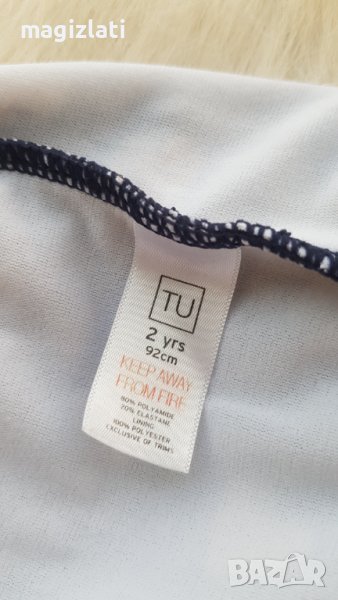 magizlati
TU
2 yrs
92cm
KEEP AWAY
FROM FIRE
80% POLYAMIDE
20% ELASTANE
LINING
100% POLYESTER
EXCLUSIVE OF TRIMS
BAZAR